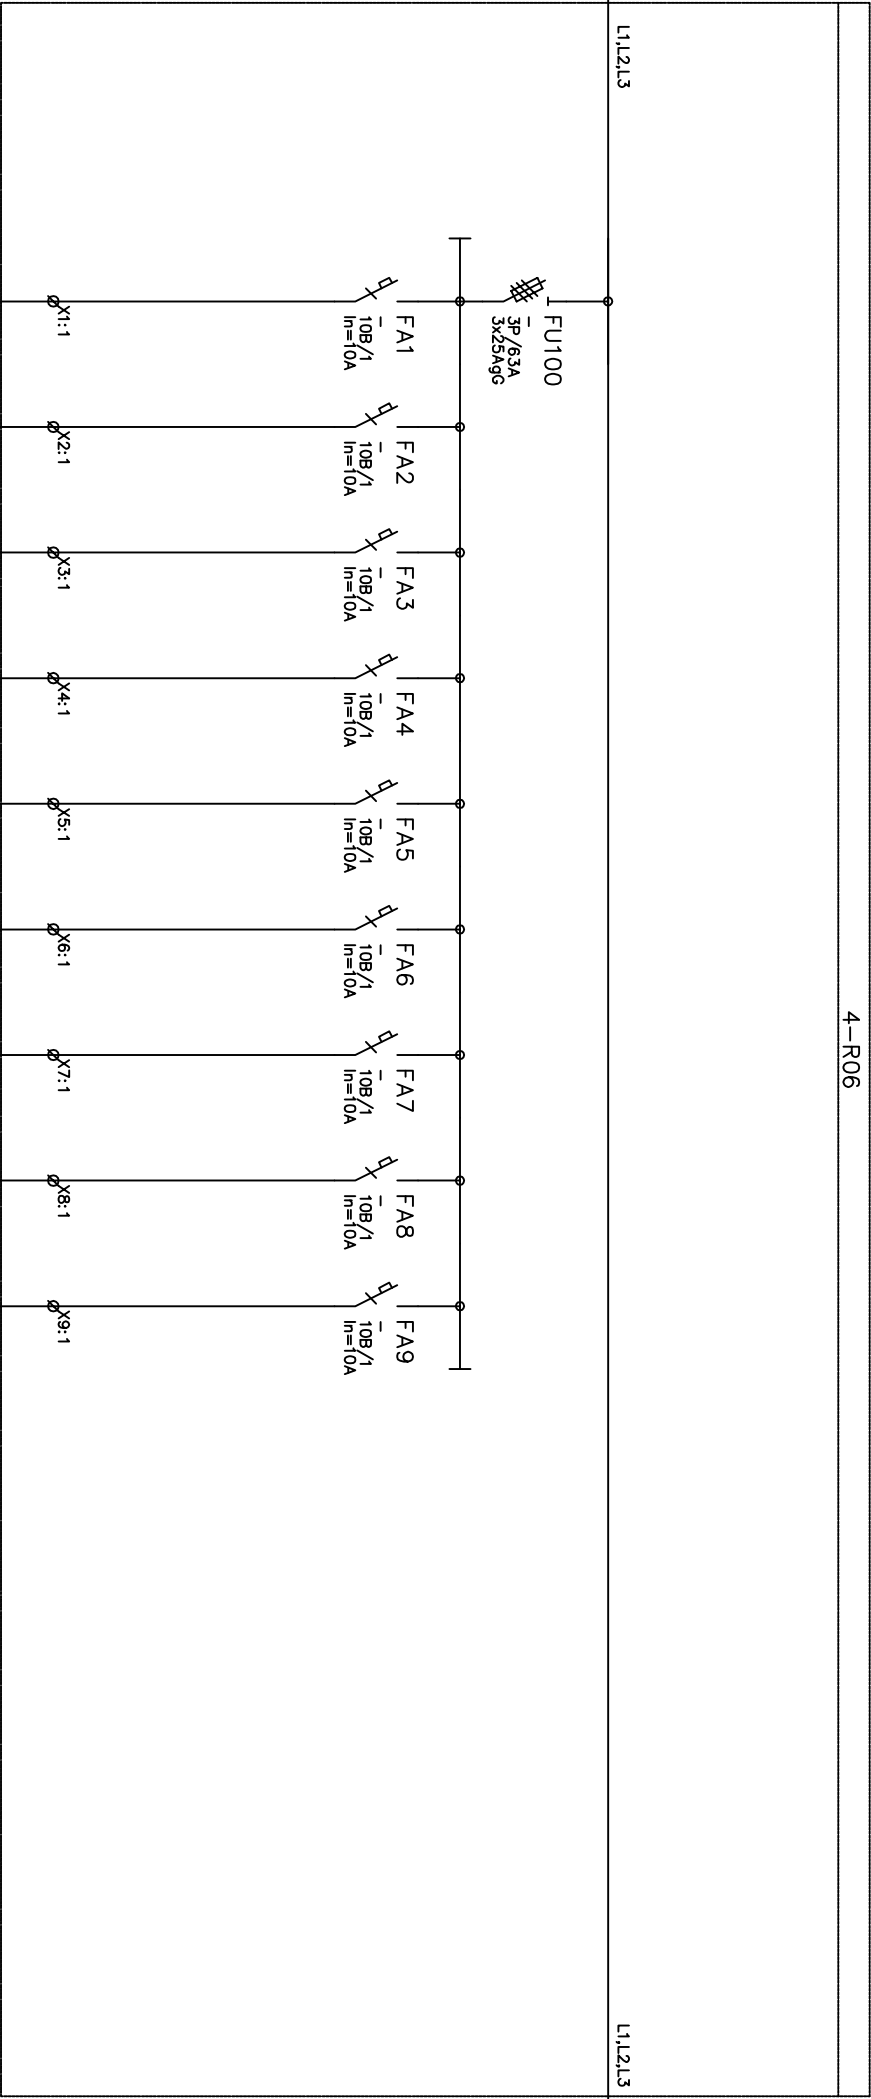 4-R06
L1,L2,L3
L1,L2,L3
FU100
-
3P/63A
3x25AgG
FA1
-
10B/1
In=10A
FA2
-
10B/1
In=10A
FA3
-
10B/1
In=10A
FA4
-
10B/1
In=10A
FA5
-
10B/1
In=10A
FA6
-
10B/1
In=10A
FA7
-
10B/1
In=10A
FA8
-
10B/1
In=10A
FA9
-
10B/1
In=10A
X1:1
X2:1
X3:1
X4:1
X5:1
X6:1
X7:1
X8:1
X9:1